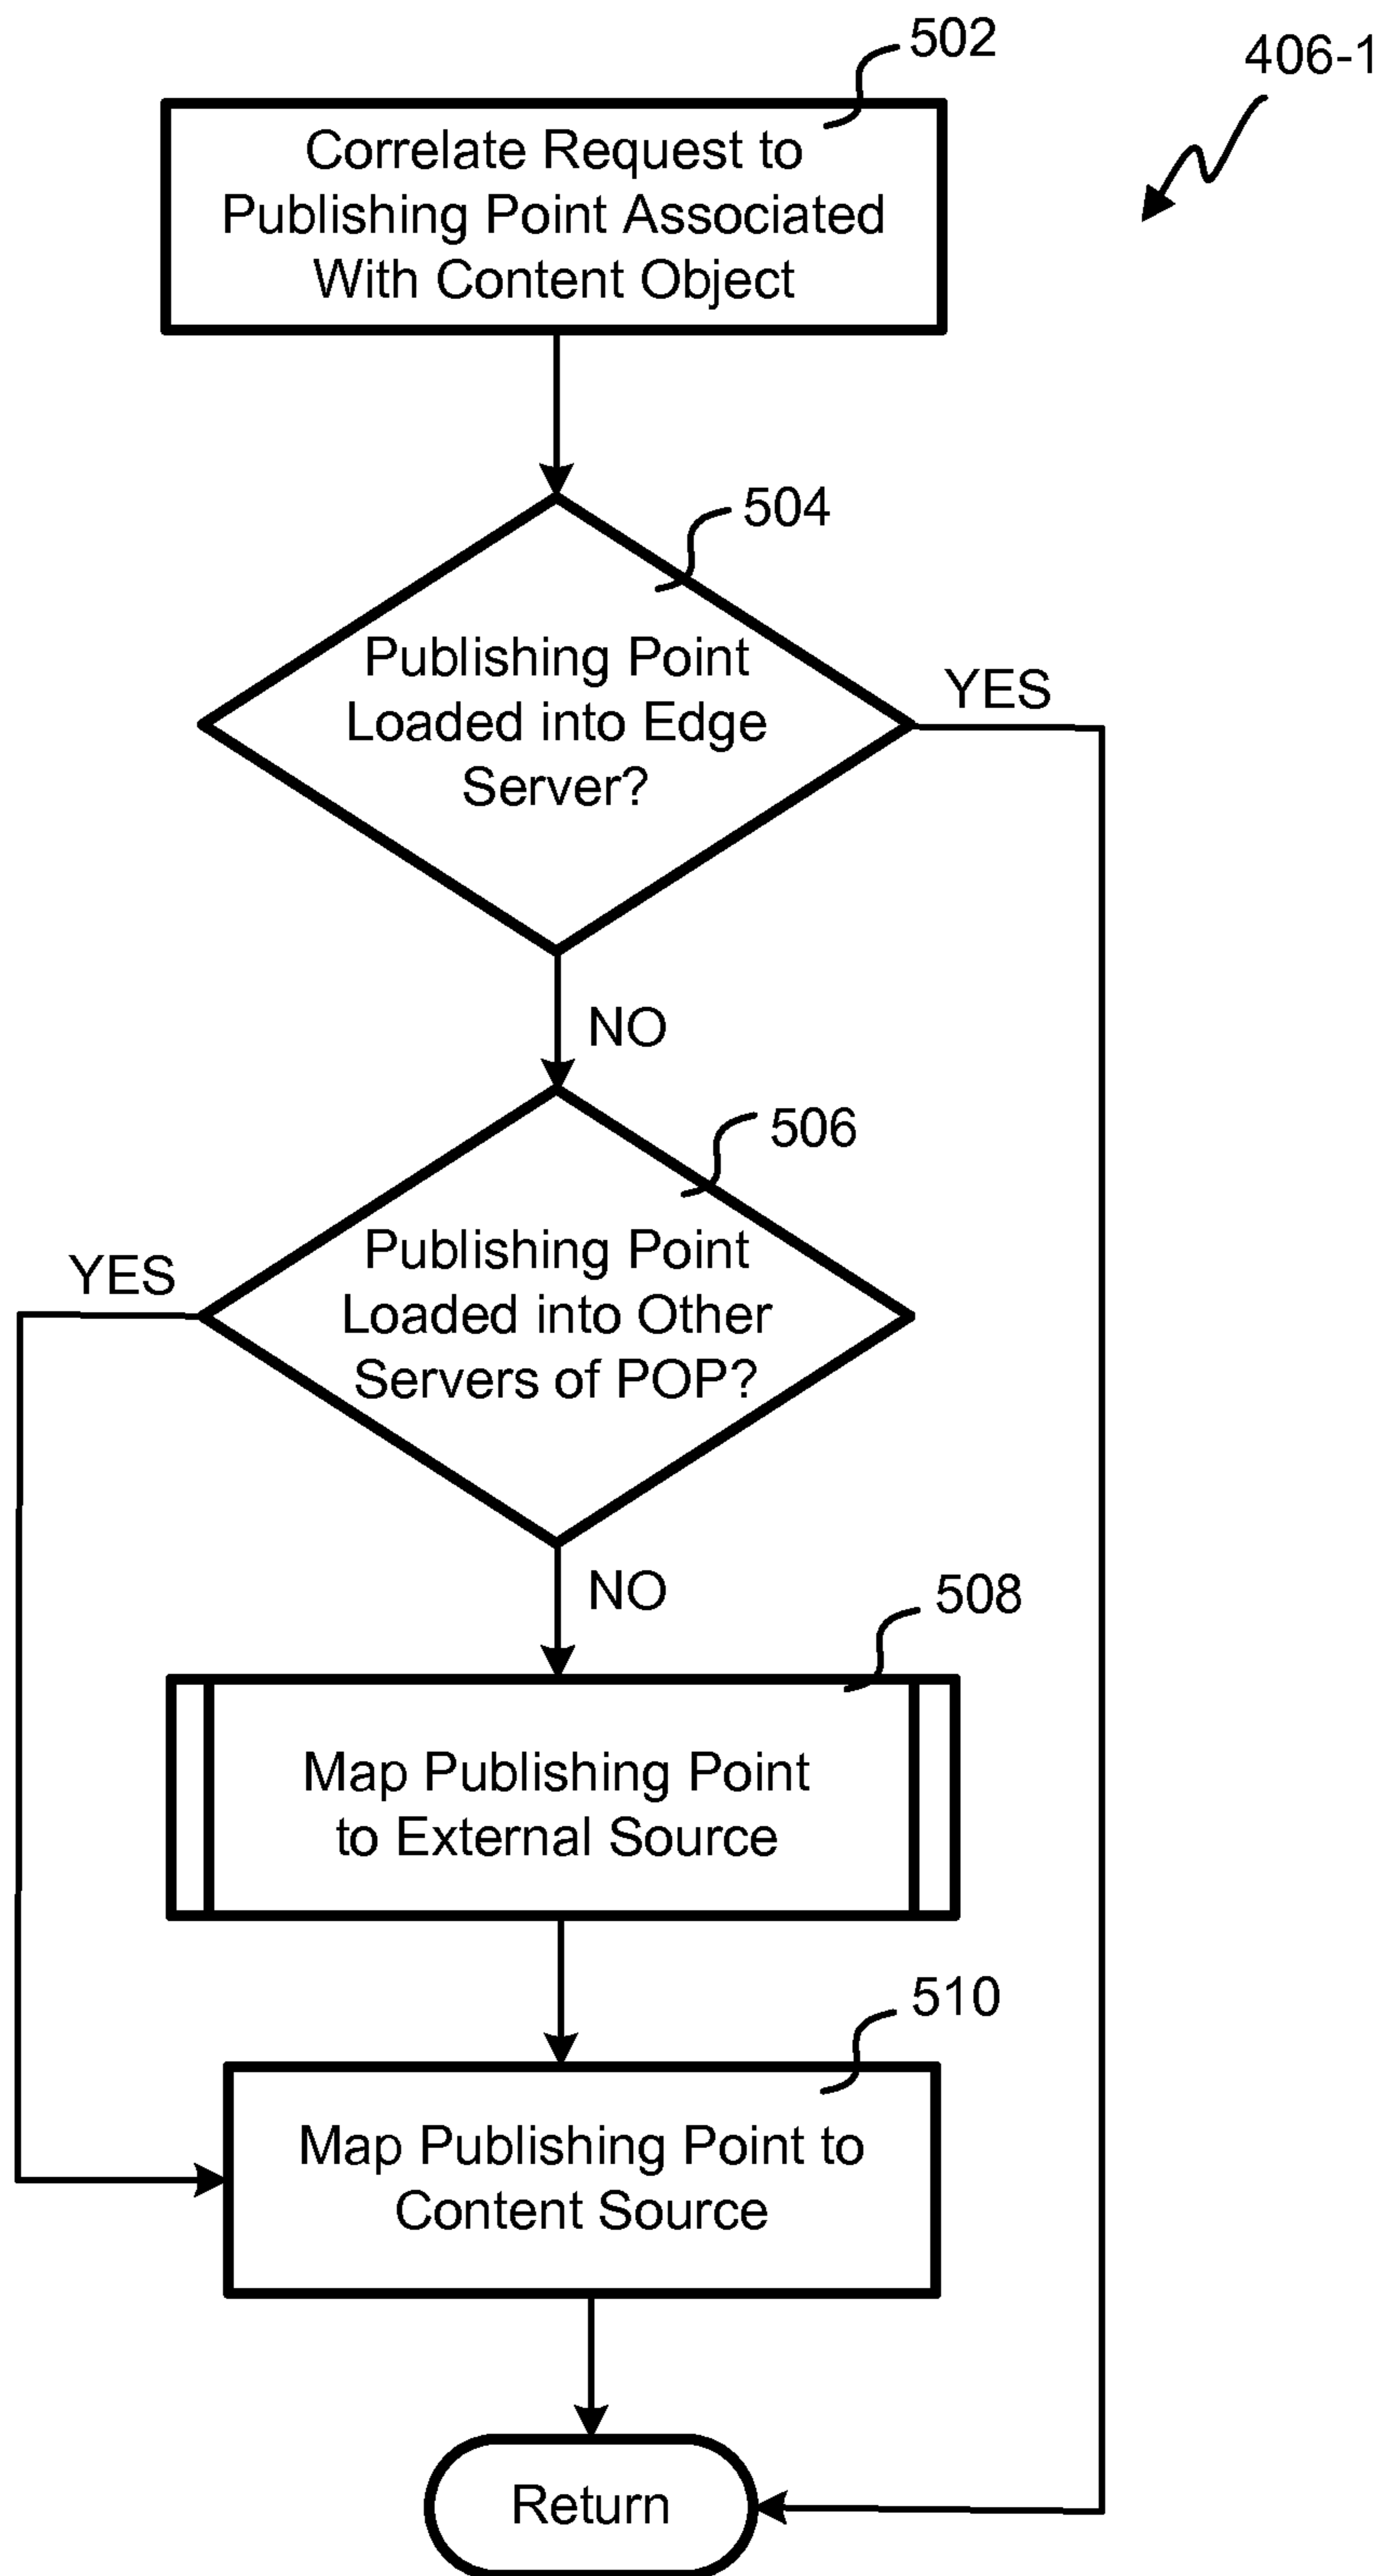 502
406-1
Correlate Request to
Publishing Point Associated
With Content Object
504
Publishing Point
Loaded into Edge
Server?
YES
NO
506
Publishing Point
Loaded into Other
Servers of POP?
YES
NO
508
Map Publishing Point
to External Source
510
Map Publishing Point to
Content Source
Return